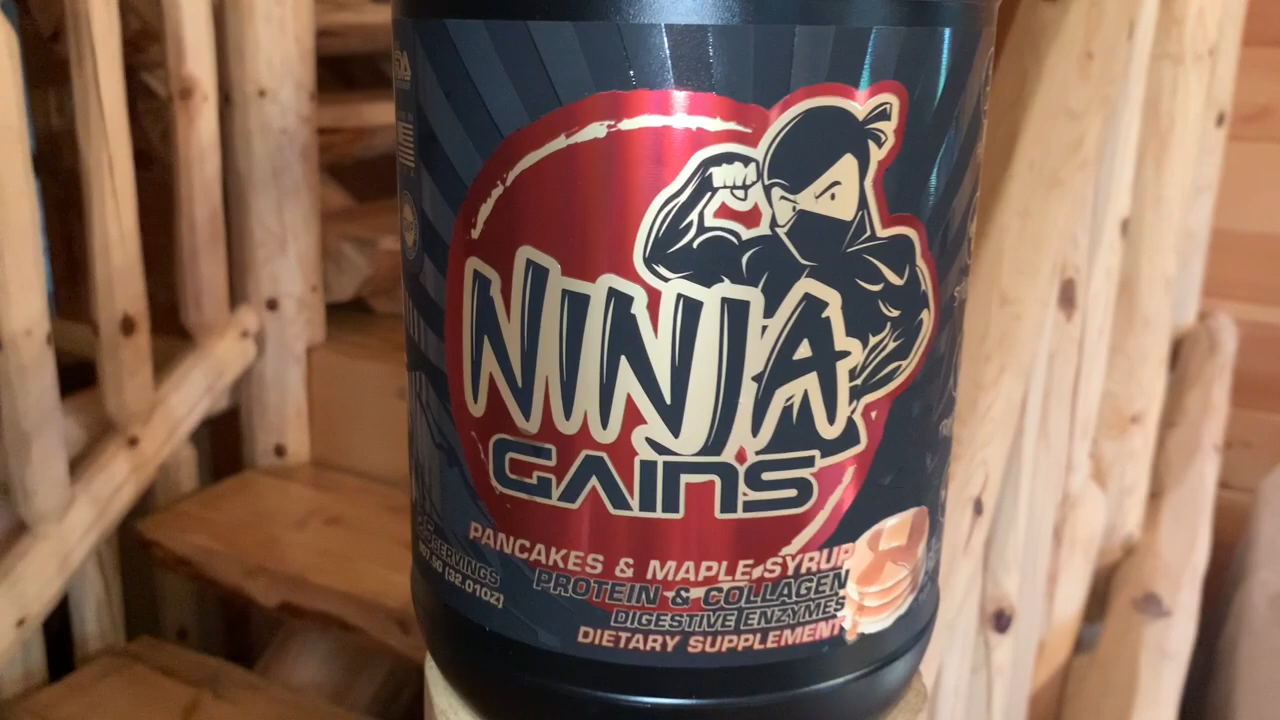 NINJA
GAINS
PANCAKES & MAPLE SYRUP
PROTEIN & COLLAGEN
DIGESTIVE ENZYMES
DIETARY SUPPLEMENT
SERVINGS
(32.01OZ)